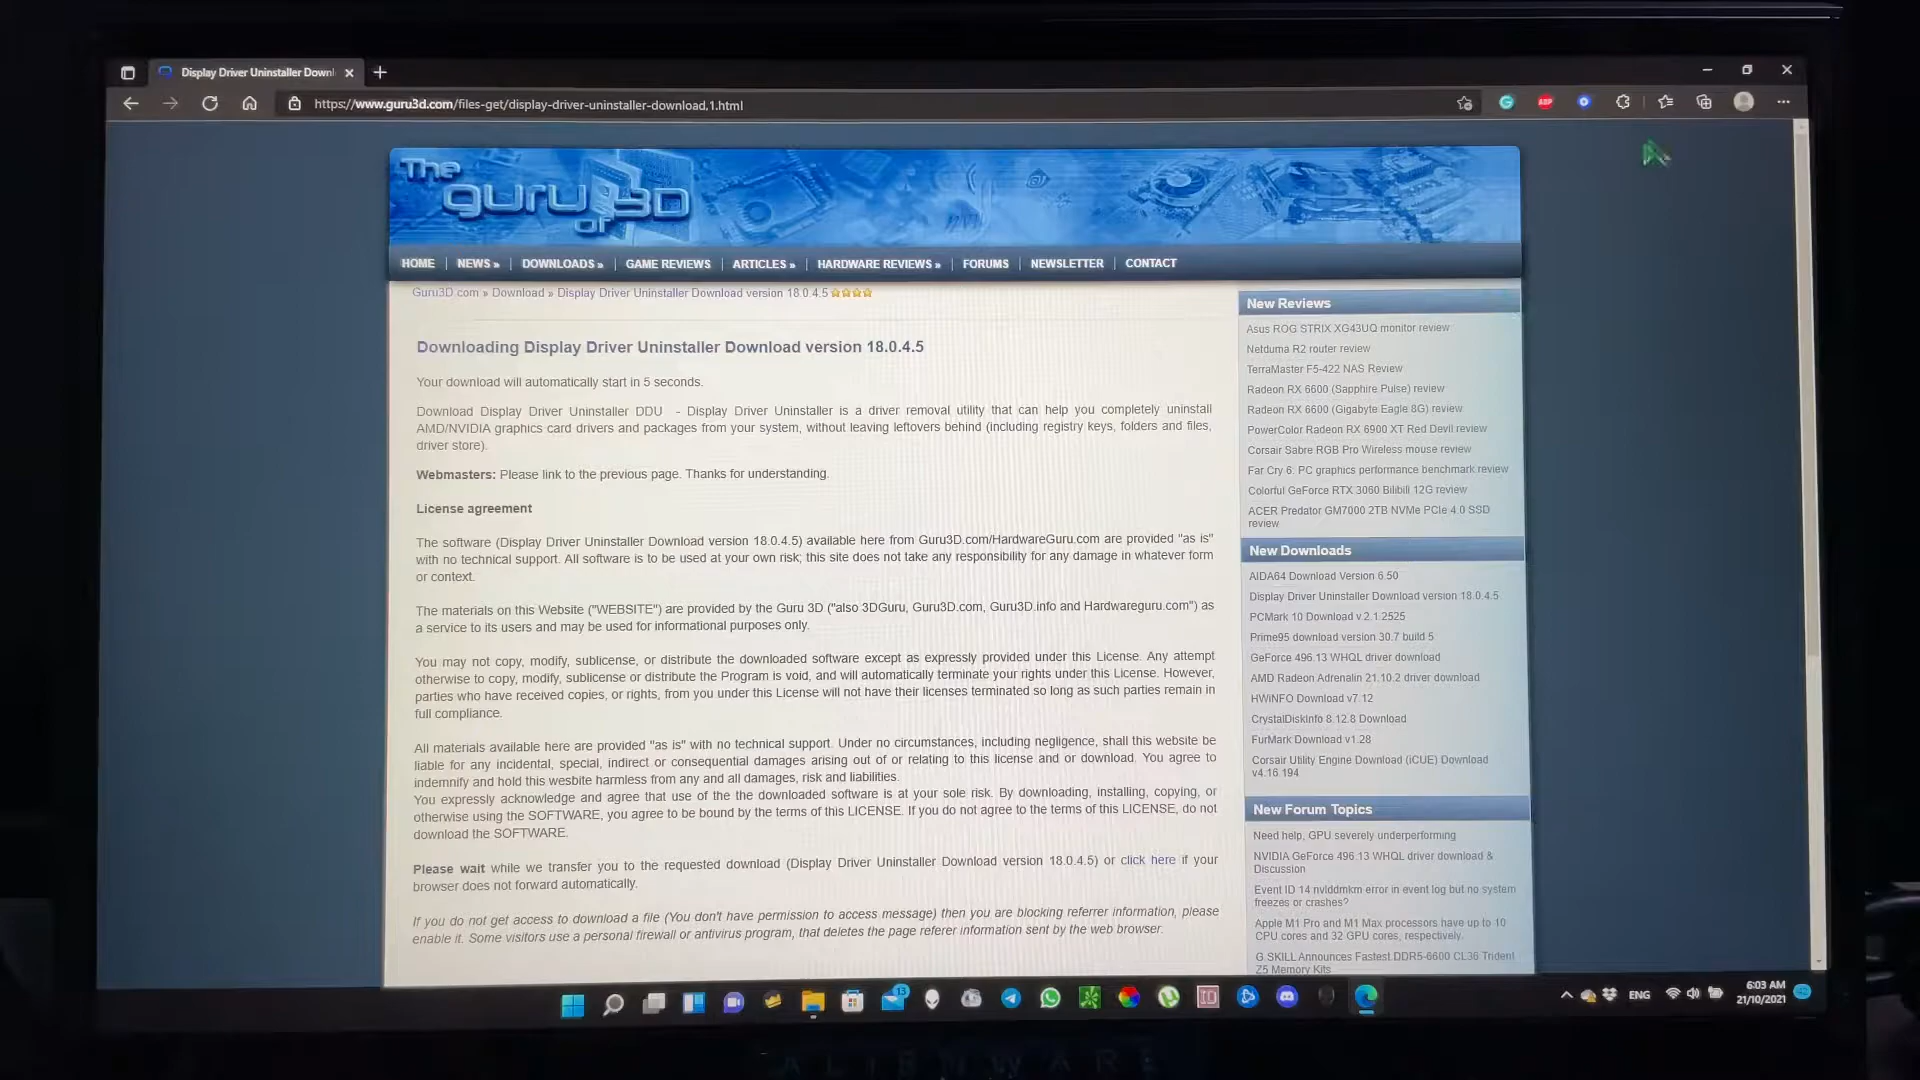 Display Driver Uninstaller Down
https://www.guru3d.com/files-get/display-driver-uninstaller-download,1.html
ABP
The
guru 3D
of
HOME | NEWS » | DOWNLOADS » | GAME REVIEWS | ARTICLES » | HARDWARE REVIEWS » | FORUMS | NEWSLETTER | CONTACT
Guru3D.com » Download » Display Driver Uninstaller Download version 18.0.4.5
Downloading Display Driver Uninstaller Download version 18.0.4.5
Your download will automatically start in 5 seconds.
Download Display Driver Uninstaller DDU - Display Driver Uninstaller is a driver removal utility that can help you completely uninstall
AMD/NVIDIA graphics card drivers and packages from your system, without leaving leftovers behind (including registry keys, folders and files,
driver store).
Webmasters: Please link to the previous page. Thanks for understanding.
License agreement
The software (Display Driver Uninstaller Download version 18.0.4.5) available here from Guru3D.com/HardwareGuru.com are provided "as is"
with no technical support. All software is to be used at your own risk; this site does not take any responsibility for any damage in whatever form
or context.
The materials on this Website ("WEBSITE") are provided by the Guru 3D ("also 3DGuru, Guru3D.com, Guru3D.info and Hardwareguru.com") as
a service to its users and may be used for informational purposes only.
You may not copy, modify, sublicense, or distribute the downloaded software except as expressly provided under this License. Any attempt
otherwise to copy, modify, sublicense or distribute the Program is void, and will automatically terminate your rights under this License. However,
parties who have received copies, or rights, from you under this License will not have their licenses terminated so long as such parties remain in
full compliance.
All materials available here are provided "as is" with no technical support. Under no circumstances, including negligence, shall this website be
liable for any incidental, special, indirect or consequential damages arising out of or relating to this license and or download. You agree to
indemnify and hold this wesbite harmless from any and all damages, risk and liabilities.
You expressly acknowledge and agree that use of the the downloaded software is at your sole risk. By downloading, installing, copying, or
otherwise using the SOFTWARE, you agree to be bound by the terms of this LICENSE. If you do not agree to the terms of this LICENSE, do not
download the SOFTWARE.
Please wait while we transfer you to the requested download (Display Driver Uninstaller Download version 18.0.4.5) or click here if your
browser does not forward automatically.
If you do not get access to download a file (You don't have permission to access message) then you are blocking referrer information, please
enable it. Some visitors use a personal firewall or antivirus program, that deletes the page referer information sent by the web browser.
New Reviews
Asus ROG STRIX XG43UQ monitor review
Netduma R2 router review
TerraMaster F5-422 NAS Review
Radeon RX 6600 (Sapphire Pulse) review
Radeon RX 6600 (Gigabyte Eagle 8G) review
PowerColor Radeon RX 6900 XT Red Devil review
Corsair Sabre RGB Pro Wireless mouse review
Far Cry 6: PC graphics performance benchmark review
Colorful GeForce RTX 3060 Bilibili 12G review
ACER Predator GM7000 2TB NVMe PCIe 4.0 SSD
review
New Downloads
AIDA64 Download Version 6.50
Display Driver Uninstaller Download version 18.0.4.5
PCMark 10 Download v 2.1.2525
Prime95 download version 30.7 build 5
GeForce 496.13 WHQL driver download
AMD Radeon Adrenalin 21.10.2 driver download
HWiNFO Download v7.12
CrystalDiskInfo 8.12.8 Download
FurMark Download v1.28
Corsair Utility Engine Download (iCUE) Download
v4.16.194
New Forum Topics
Need help, GPU severely underperforming
NVIDIA GeForce 496.13 WHQL driver download &
Discussion
Event ID 14 nvlddmkm error in event log but no system
freezes or crashes?
Apple M1 Pro and M1 Max processors have up to 10
CPU cores and 32 GPU cores, respectively.
G.SKILL Announces Fastest DDR5-6600 CL36 Trident
Z5 Memory Kits
13
ID
ENG
6:03 AM
21/10/2021
ALIENWARE